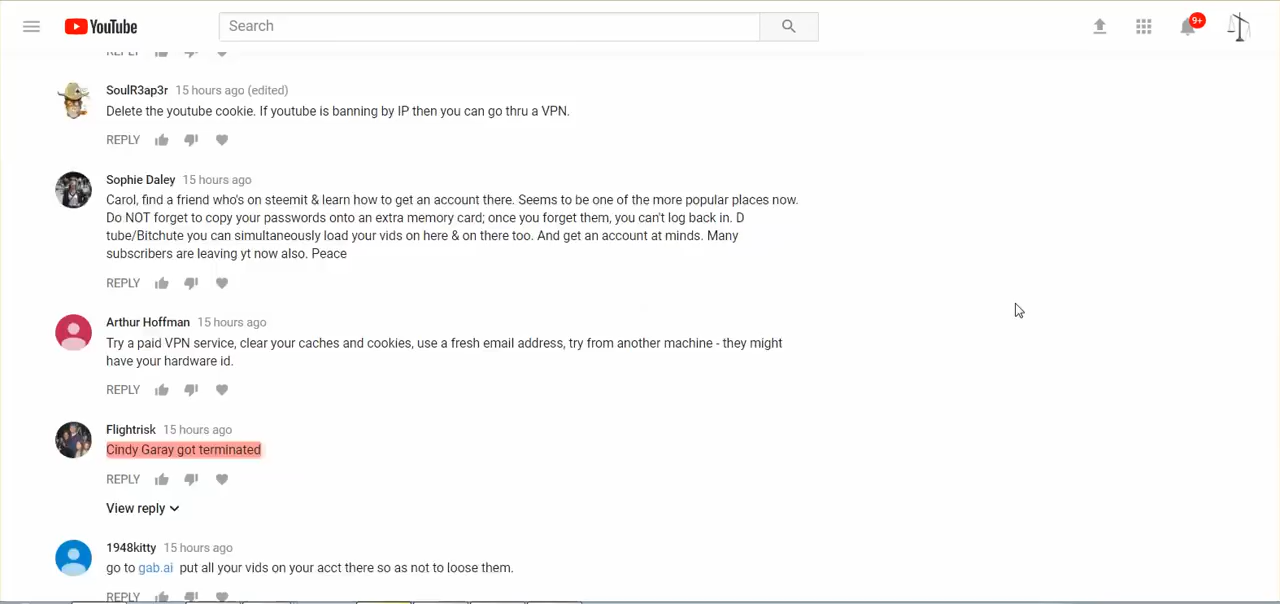 YouTube
Search
9+
REPLY
SoulR3ap3r 15 hours ago (edited)
Delete the youtube cookie. If youtube is banning by IP then you can go thru a VPN.
REPLY
Sophie Daley 15 hours ago
Carol, find a friend who's on steemit & learn how to get an account there. Seems to be one of the more popular places now.
Do NOT forget to copy your passwords onto an extra memory card; once you forget them, you can't log back in. D
tube/Bitchute you can simultaneously load your vids on here & on there too. And get an account at minds. Many
subscribers are leaving yt now also. Peace
REPLY
Arthur Hoffman 15 hours ago
Try a paid VPN service, clear your caches and cookies, use a fresh email address, try from another machine - they might
have your hardware id.
REPLY
Flightrisk 15 hours ago
Cindy Garay got terminated
REPLY
View reply
1948kitty 15 hours ago
go to gab.ai put all your vids on your acct there so as not to loose them.
REPLY